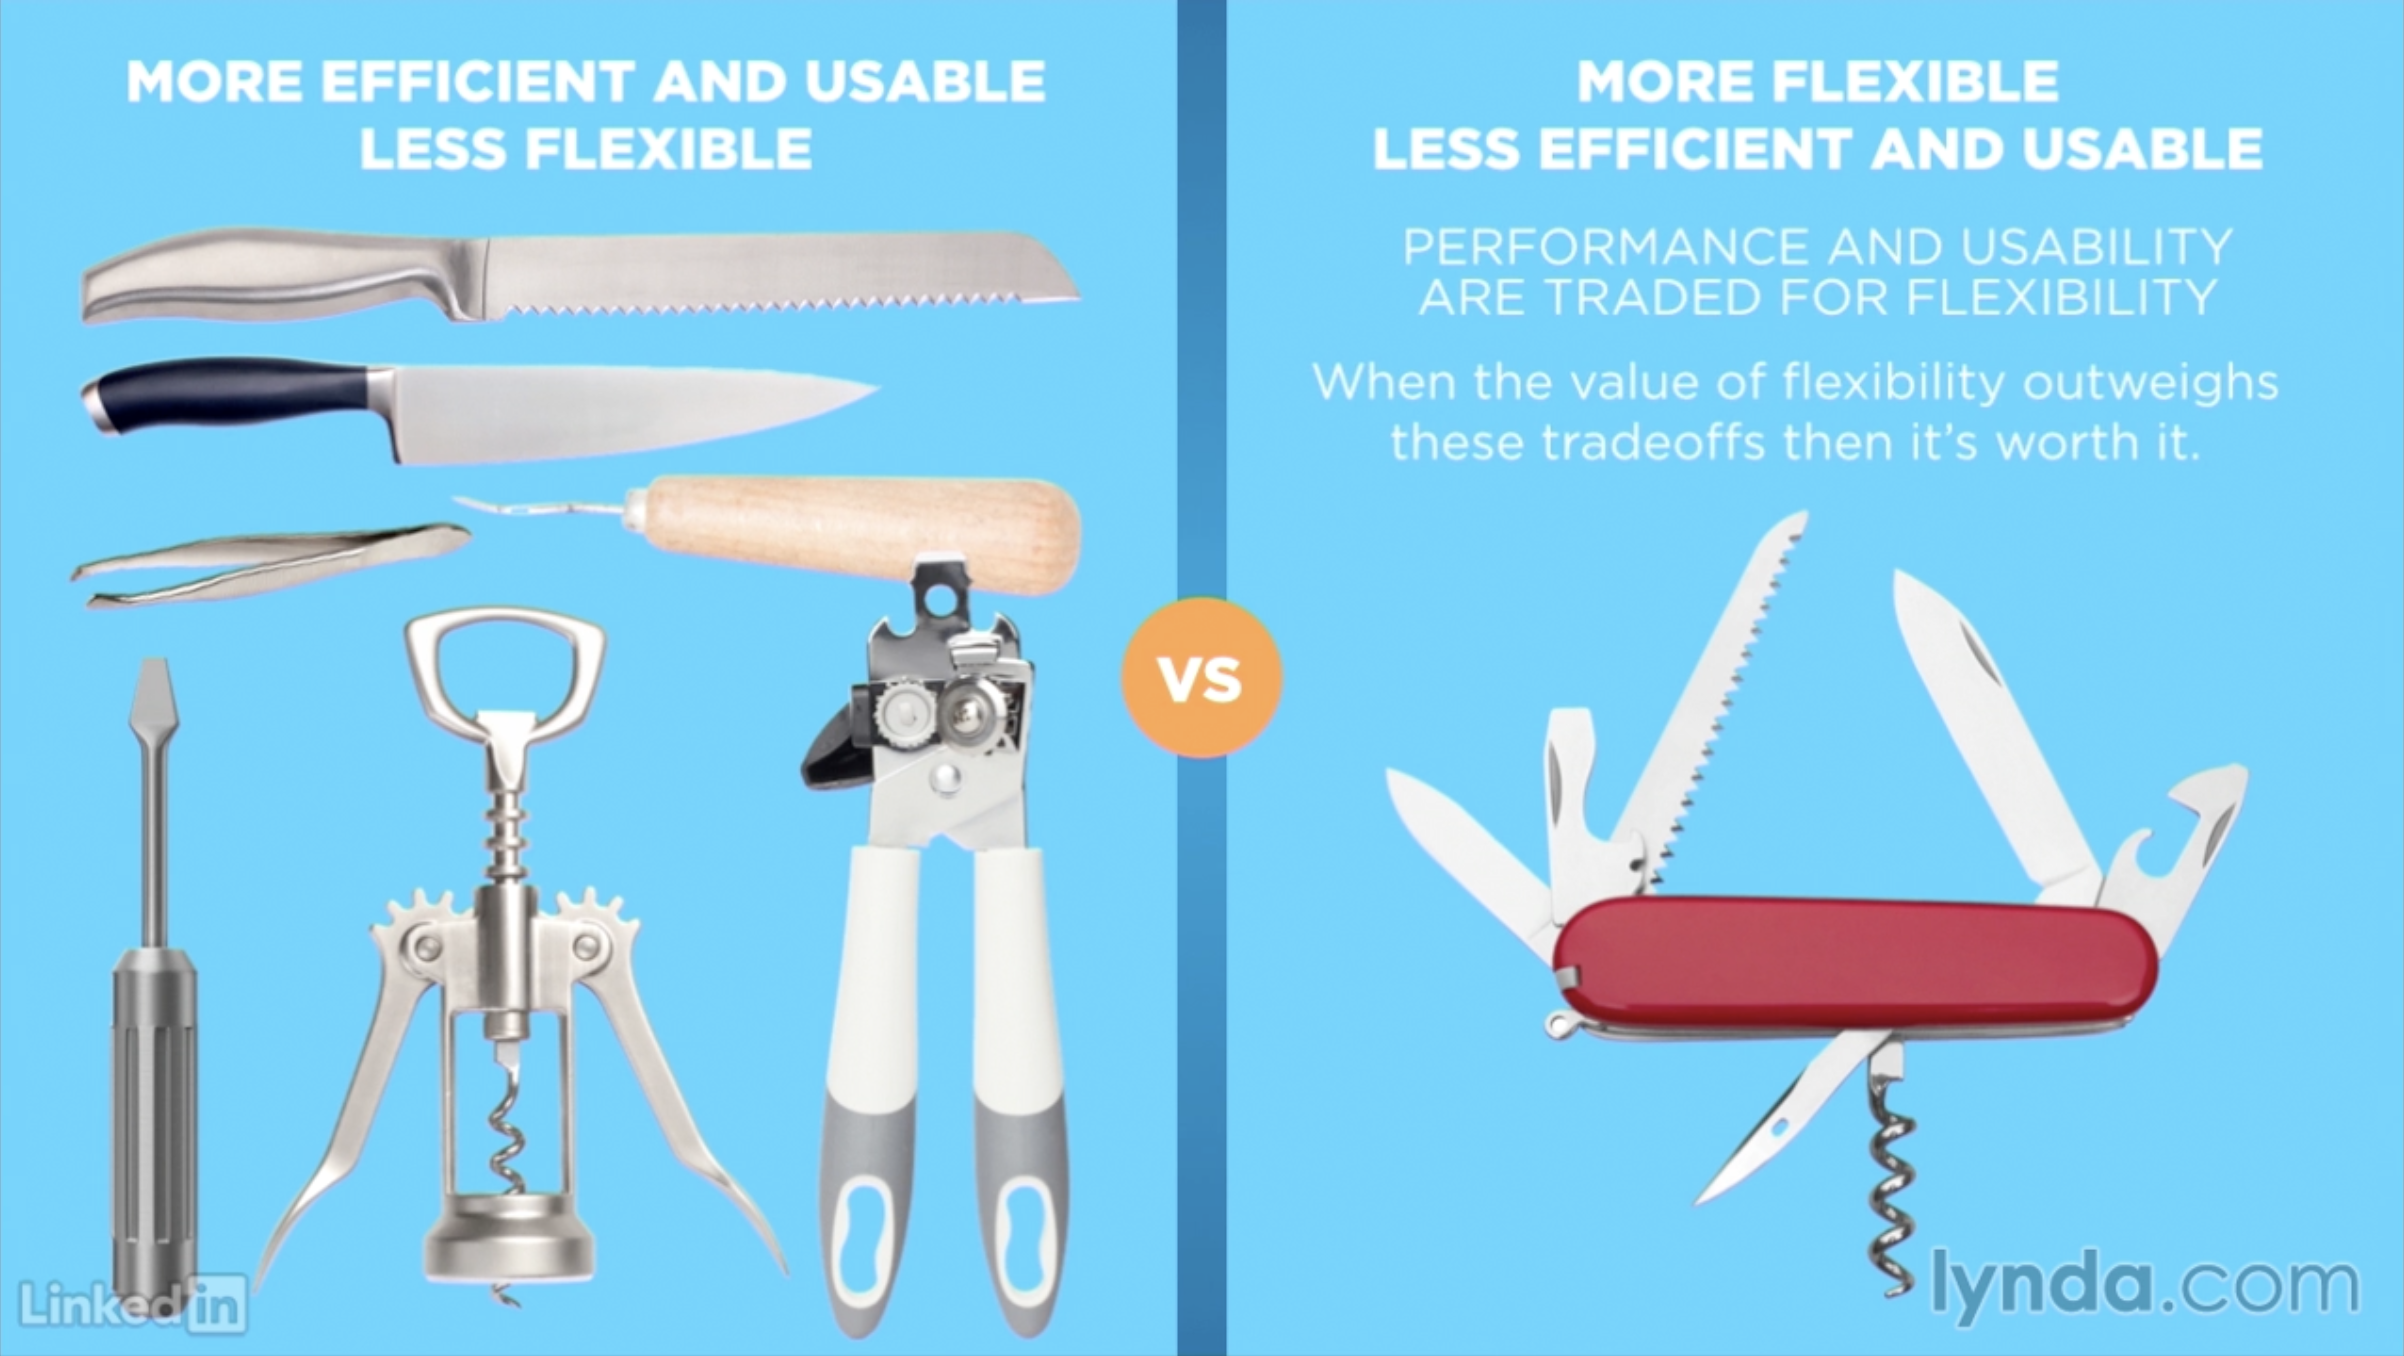 MORE EFFICIENT AND USABLE
LESS FLEXIBLE
VS
MORE FLEXIBLE
LESS EFFICIENT AND USABLE
PERFORMANCE AND USABILITY
ARE TRADED FOR FLEXIBILITY
When the value of flexibility outweighs
these tradeoffs then it's worth it.
Linked in
lynda.com